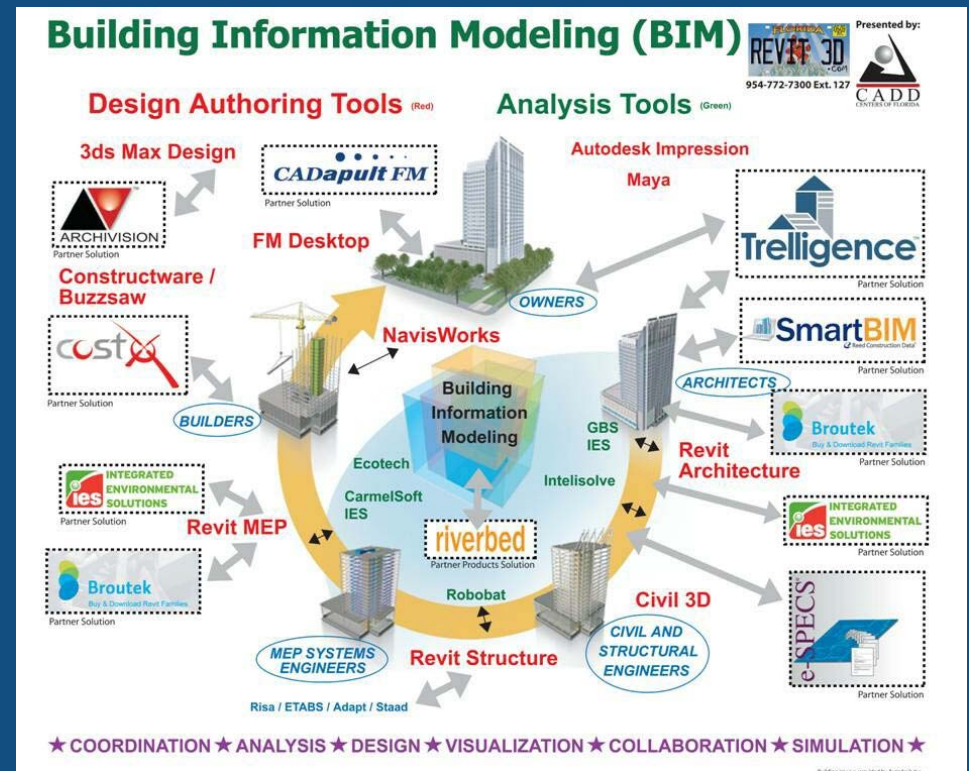 Building Information Modeling (BIM)
FLORIDA
REVIT 3D
.COM
954-772-7300 Ext. 127
Presented by:
CADD
CENTERS OF FLORIDA
Design Authoring Tools (Red)
Analysis Tools (Green)
3ds Max Design
ARCHIVISION
Partner Solution
CADapult FM
Partner Solution
FM Desktop
Autodesk Impression
Maya
Trelligence
Partner Solution
Constructware /
Buzzsaw
OWNERS
costX
Partner Solution
NavisWorks
SmartBIM
Reed Construction Data
Partner Solution
BUILDERS
Building
Information
Modeling
ARCHITECTS
GBS
IES
Broutek
Buy & Download Revit Families
Partner Solution
Revit
Architecture
Ecotech
Intelisolve
CarmelSoft
IES
ies
INTEGRATED
ENVIRONMENTAL
SOLUTIONS
Partner Solution
Revit MEP
riverbed
Partner Products Solution
ies
INTEGRATED
ENVIRONMENTAL
SOLUTIONS
Partner Solution
Broutek
Buy & Download Revit Families
Partner Solution
Robobat
Civil 3D
e-SPECS
Partner Solution
MEP SYSTEMS
ENGINEERS
Revit Structure
CIVIL AND
STRUCTURAL
ENGINEERS
Risa / ETABS / Adapt / Staad
★ COORDINATION ★ ANALYSIS ★ DESIGN ★ VISUALIZATION ★ COLLABORATION ★ SIMULATION ★